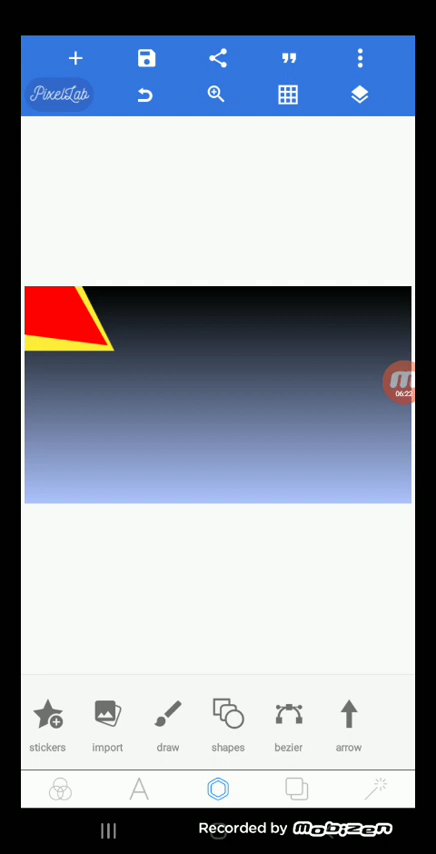 PixelLab
06:22
stickers import draw shapes bezier arrow
Recorded by mobizen